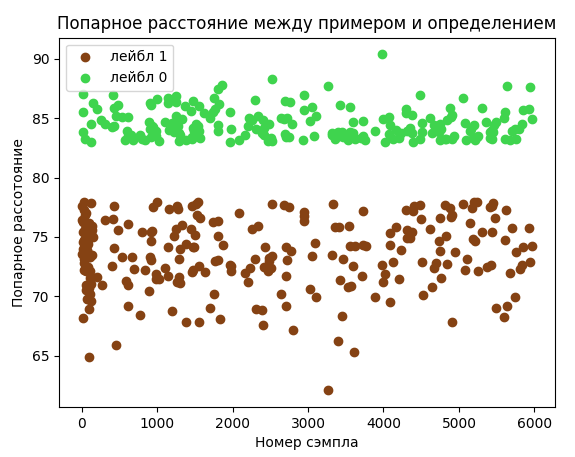 Попарное расстояние между примером и определением
лейбл 1
лейбл 0
Попарное рассотояние
90
85
80
75
70
65
0 1000 2000 3000 4000 5000 6000
Номер сэмпла